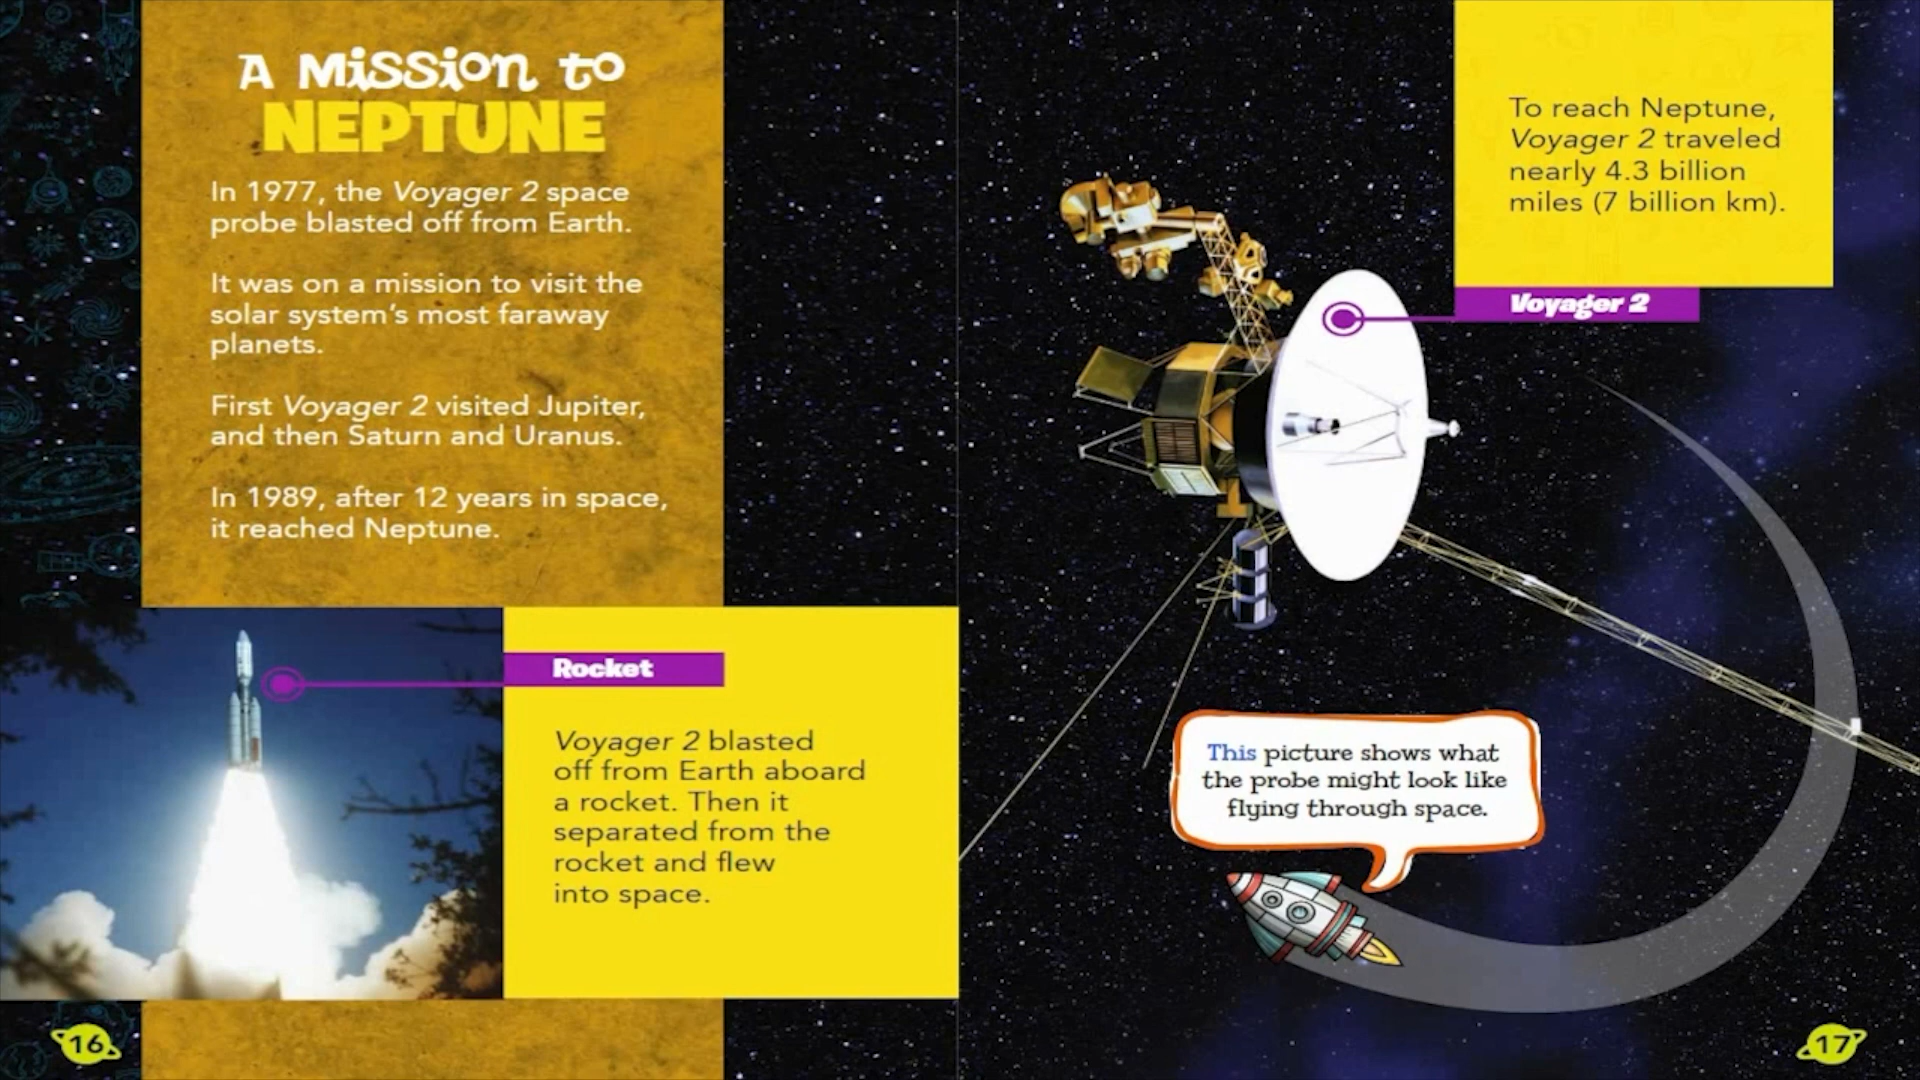 A Mission to
NEPTUNE
In 1977, the Voyager 2 space
probe blasted off from Earth.
It was on a mission to visit the
solar system's most faraway
planets.
First Voyager 2 visited Jupiter,
and then Saturn and Uranus.
In 1989, after 12 years in space,
it reached Neptune.
Rocket
Voyager 2 blasted
off from Earth aboard
a rocket. Then it
separated from the
rocket and flew
into space.
16
To reach Neptune,
Voyager 2 traveled
nearly 4.3 billion
miles (7 billion km).
Voyager 2
This picture shows what
the probe might look like
flying through space.
17